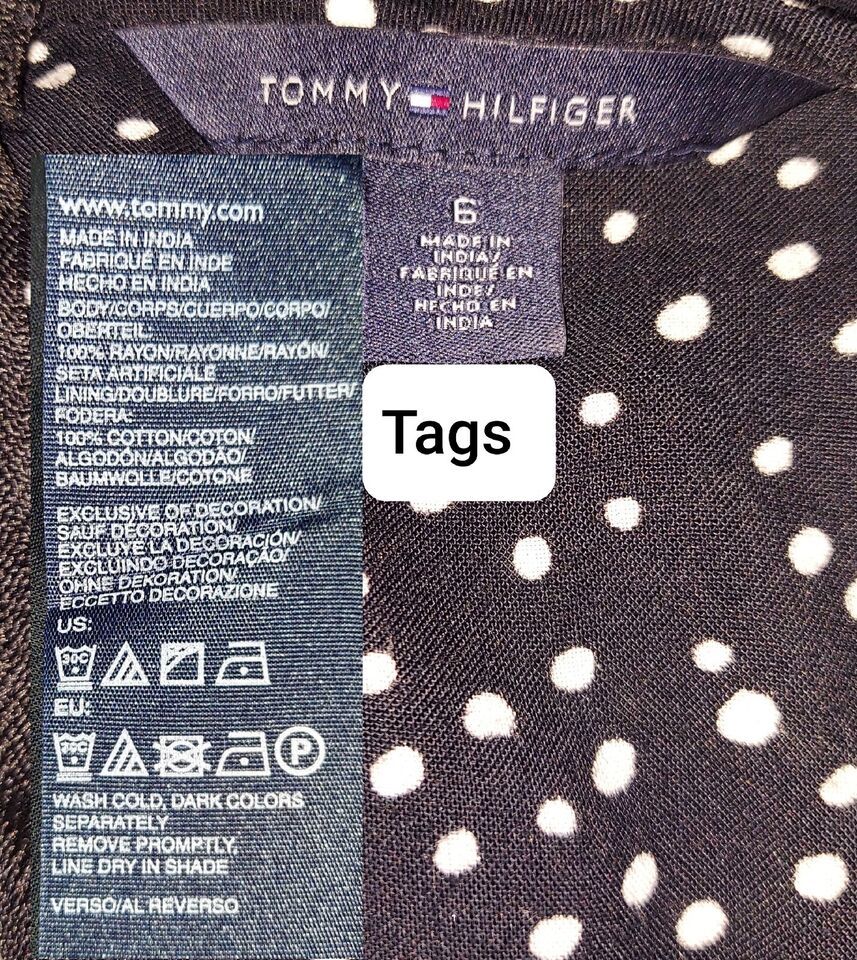 TOMMY HILFIGER
6
MADE IN
INDIA/
FABRIQUÉ EN
INDE/
HECHO EN
INDIA
Tags
www.tommy.com
MADE IN INDIA
FABRIQUÉ EN INDE
HECHO EN INDIA
BODY/CORPS/CUERPO/CORPO/
OBERTEIL
100% RAYON/RAYONNE/RAYÓN/
SETA ARTIFICIALE
LINING/DOUBLURE/FORRO/FUTTER/
FODERA:
100% COTTON/COTON/
ALGODÓN/ALGODÃO/
BAUMWOLLE/COTONE
EXCLUSIVE OF DECORATION/
SAUF DECORATION/
EXCLUYE LA DECORACIÓN/
EXCLUINDO DECORAÇÃO/
OHNE DEKORATION/
ECCETTO DECORAZIONE
US:
30C
EU:
30C P
WASH COLD, DARK COLORS
SEPARATELY
REMOVE PROMPTLY,
LINE DRY IN SHADE
VERSO/AL REVERSO